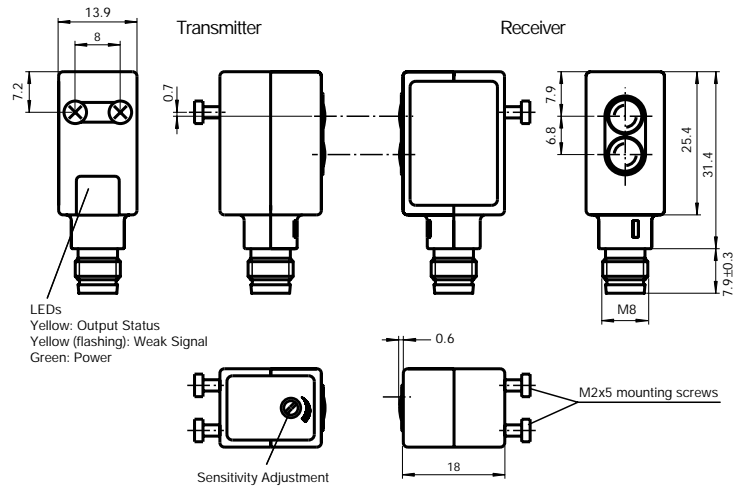 13.9
Transmitter
Receiver
8
7.2
0.7
7.9
6.8
25.4
31.4
7.9±0.3
M8
LEDs
Yellow: Output Status
Yellow (flashing): Weak Signal
Green: Power
0.6
M2x5 mounting screws
18
Sensitivity Adjustment